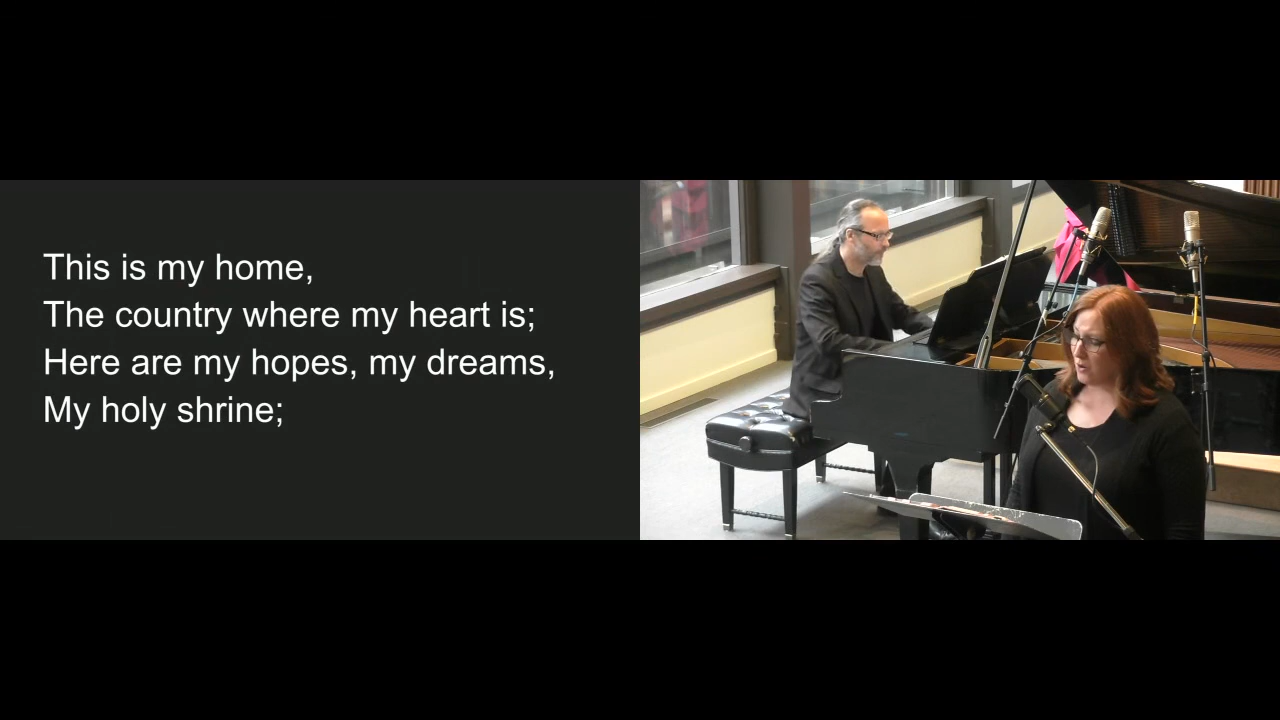 This is my home,
The country where my heart is;
Here are my hopes, my dreams,
My holy shrine;